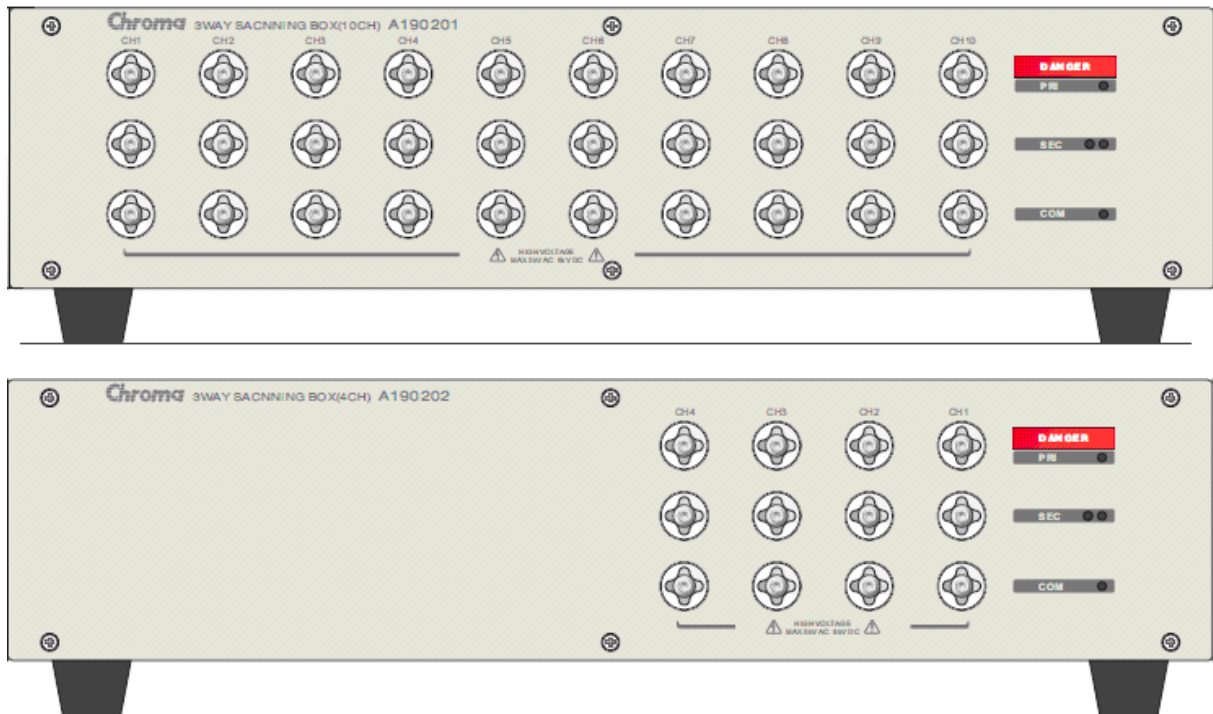 Chroma 3WAY SACNNING BOX(10CH) A190201
CH1 CH2 CH3 CH4 CH5 CH6 CH7 CH8 CH9 CH10
DANGER
PRI
SEC
COM
HIGH VOLTAGE
Chroma 3WAY SACNNING BOX(4CH) A190202
CH4 CH3 CH2 CH1
DANGER
PRI
SEC
COM
HIGH VOLTAGE